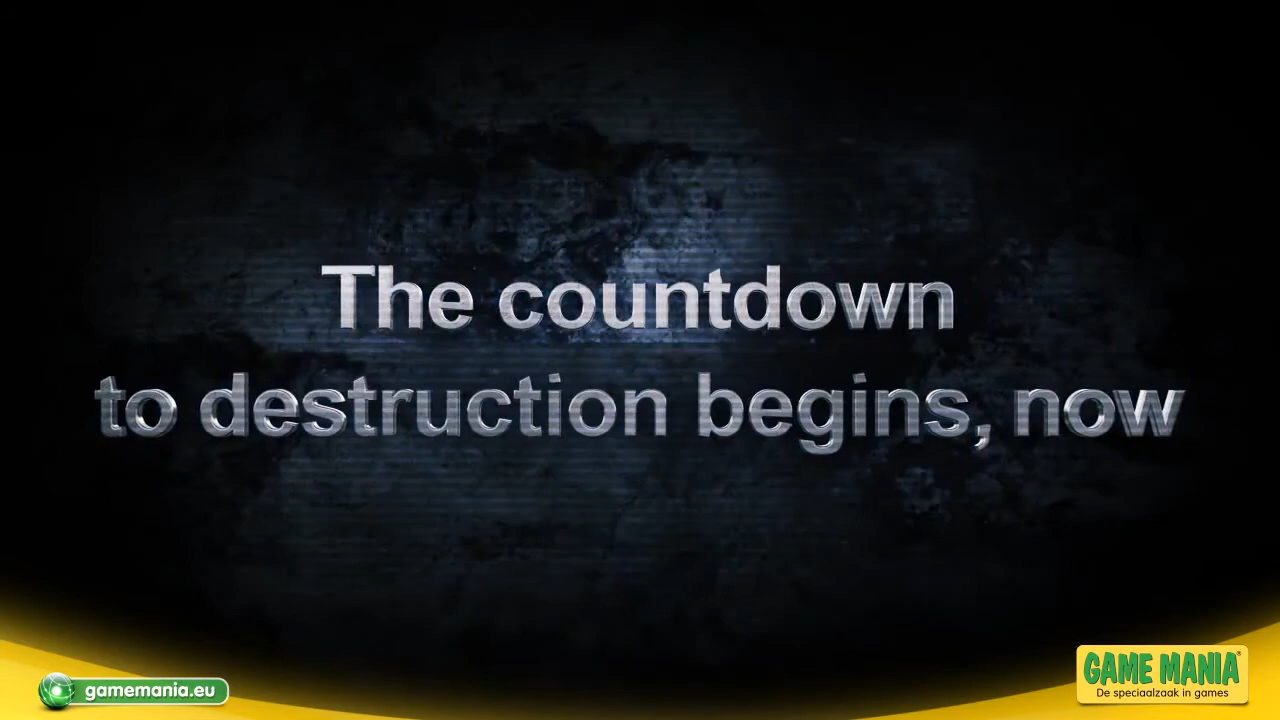 The countdown
to destruction begins, now
gamemania.eu
GAME MANIA®
De speciaalzaak in games